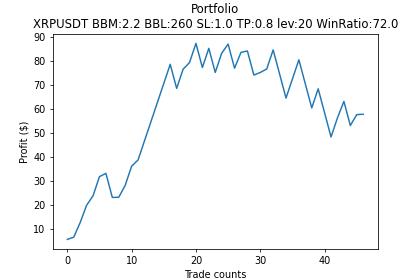 Portfolio
XRPUSDT BBM:2.2 BBL:260 SL:1.0 TP:0.8 lev:20 WinRatio:72.0
90
80
70
60
50
40
30
20
10
Profit ($)
0 10 20 30 40
Trade counts